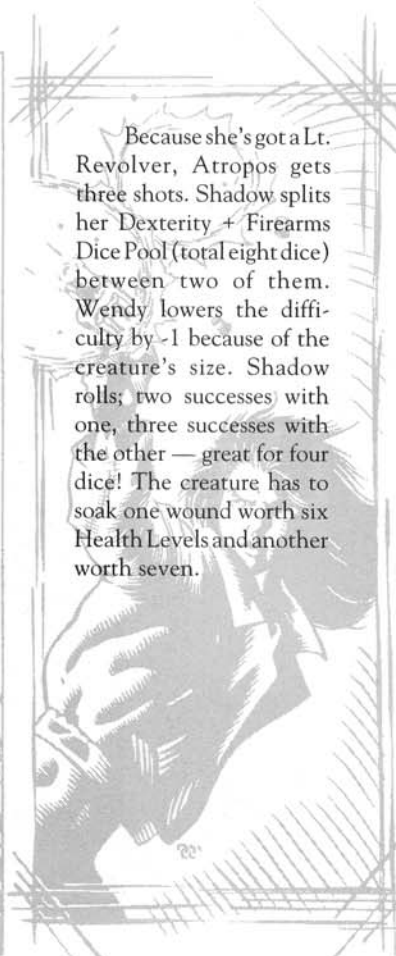 Because she's got a Lt.
Revolver, Atropos gets
three shots. Shadow splits
her Dexterity + Firearms
Dice Pool (total eight dice)
between two of them.
Wendy lowers the diffi-
culty by -1 because of the
creature's size. Shadow
rolls; two successes with
one, three successes with
the other — great for four
dice! The creature has to
soak one wound worth six
Health Levels and another
worth seven.